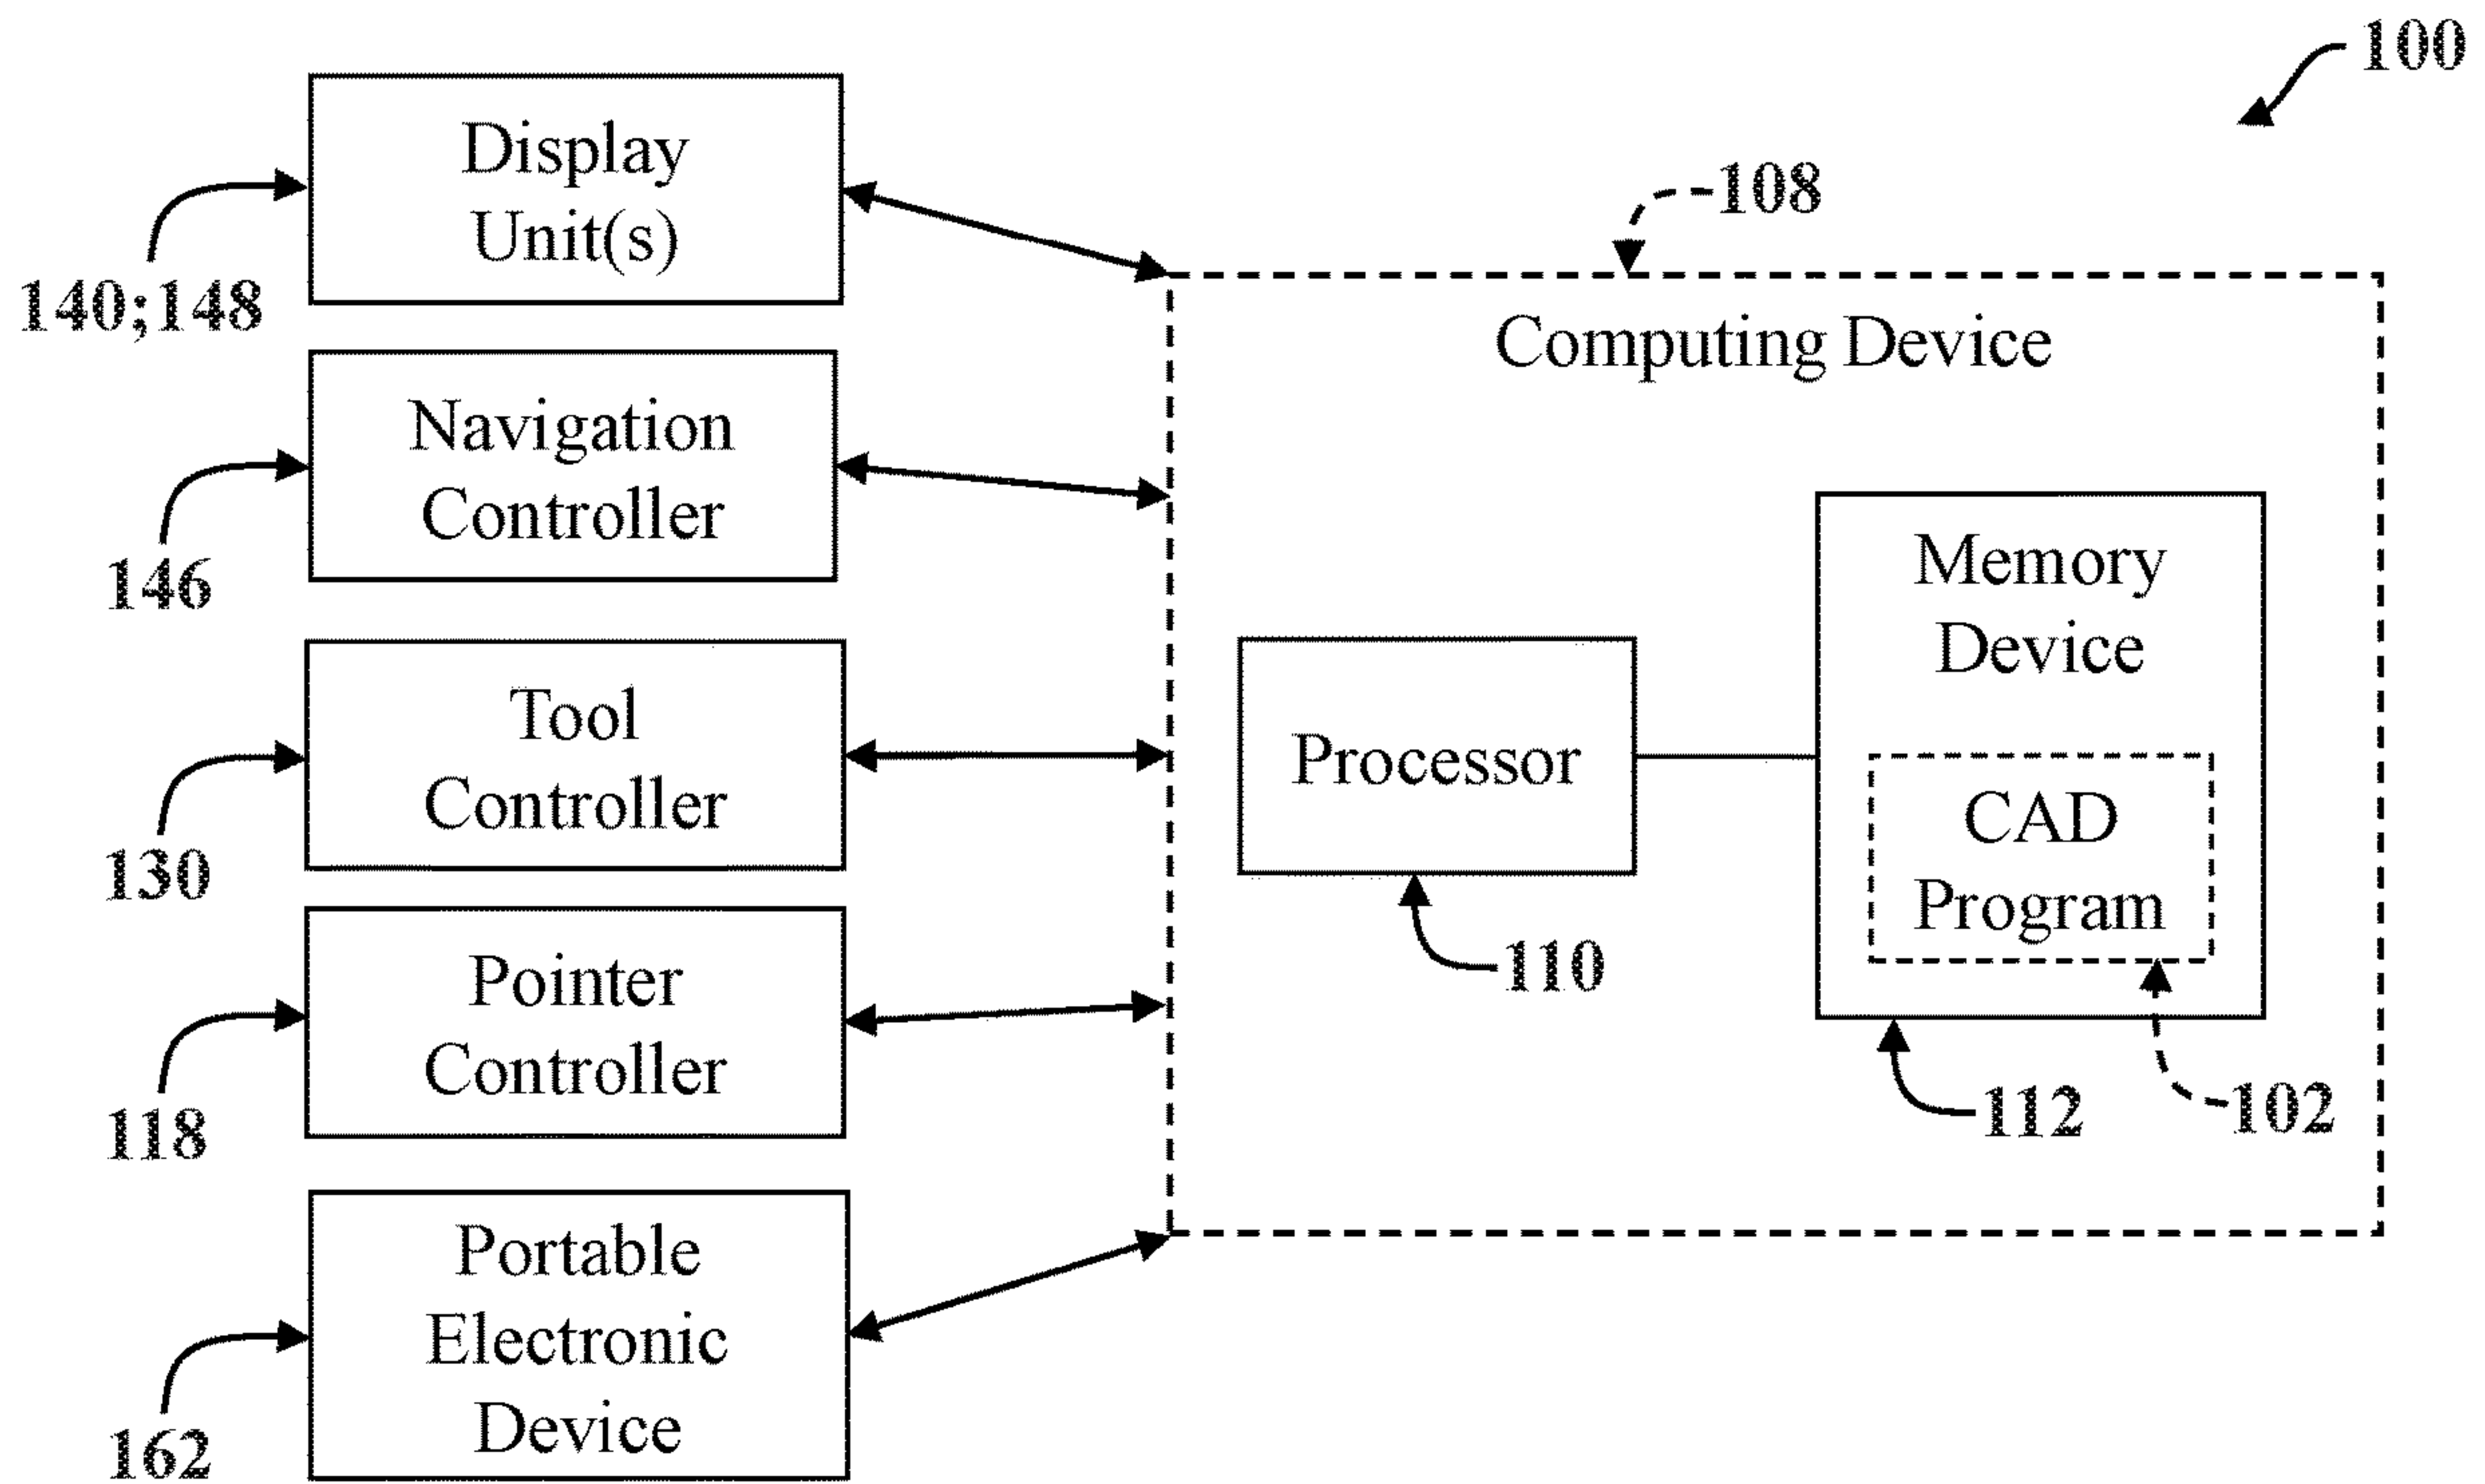 100
Display
Unit(s)
108
140;148
Computing Device
Navigation
Controller
146
Memory
Device
Tool
Controller
Processor
CAD
Program
130
110
Pointer
Controller
118
112
102
Portable
Electronic
Device
162